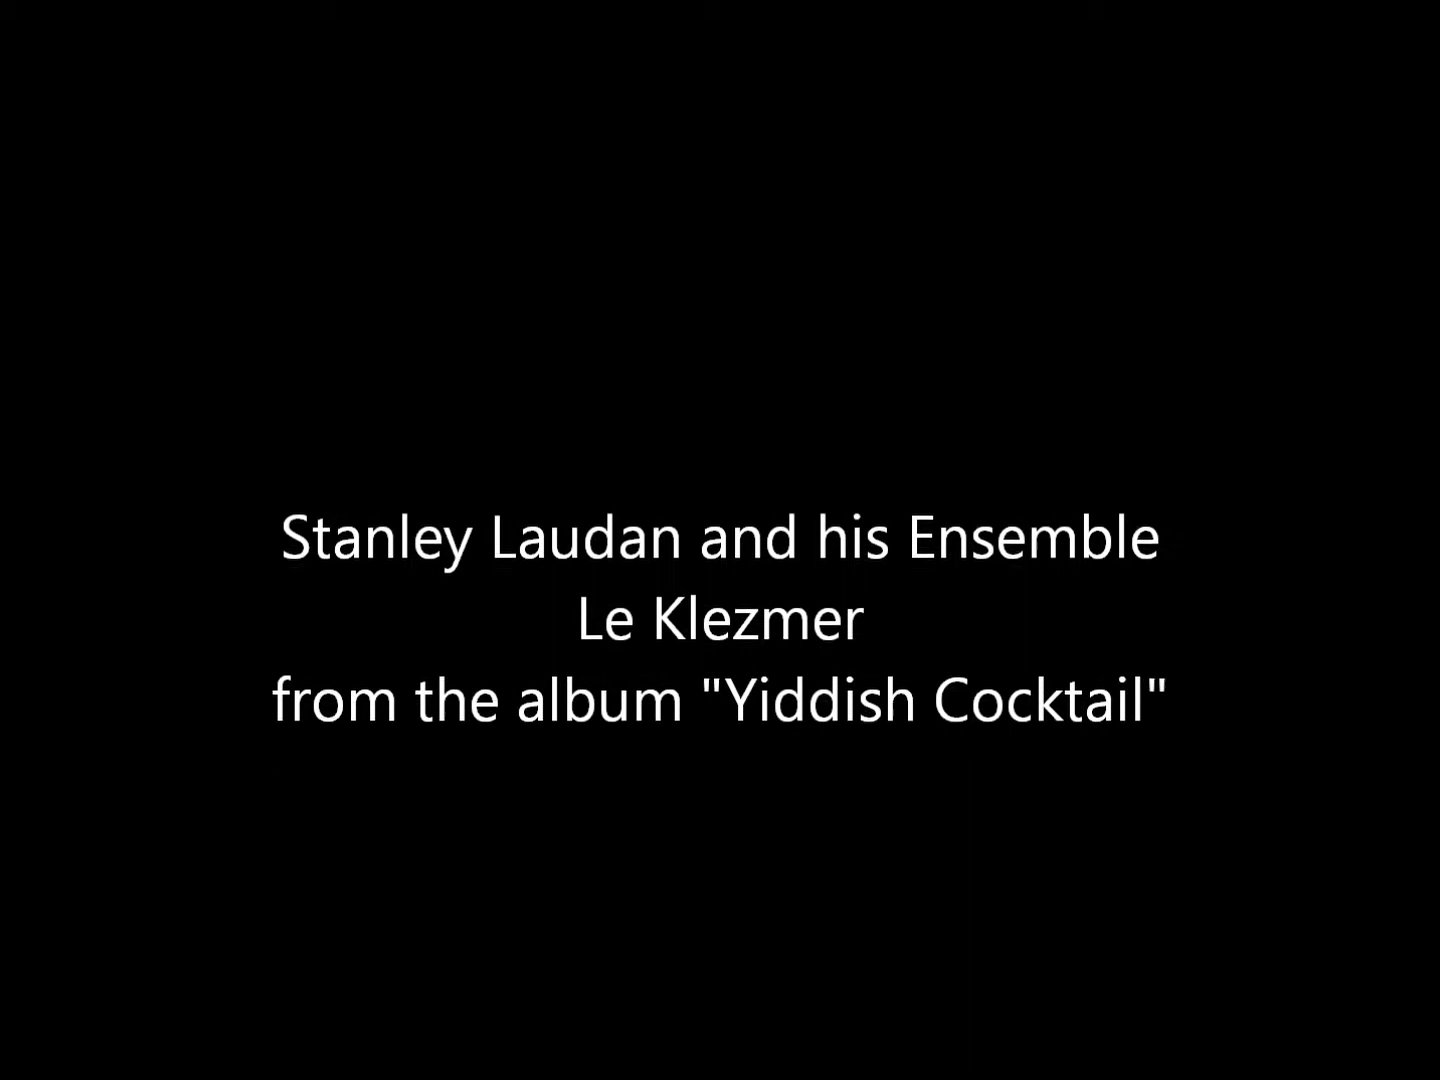 Stanley Laudan and his Ensemble
Le Klezmer
from the album "Yiddish Cocktail"